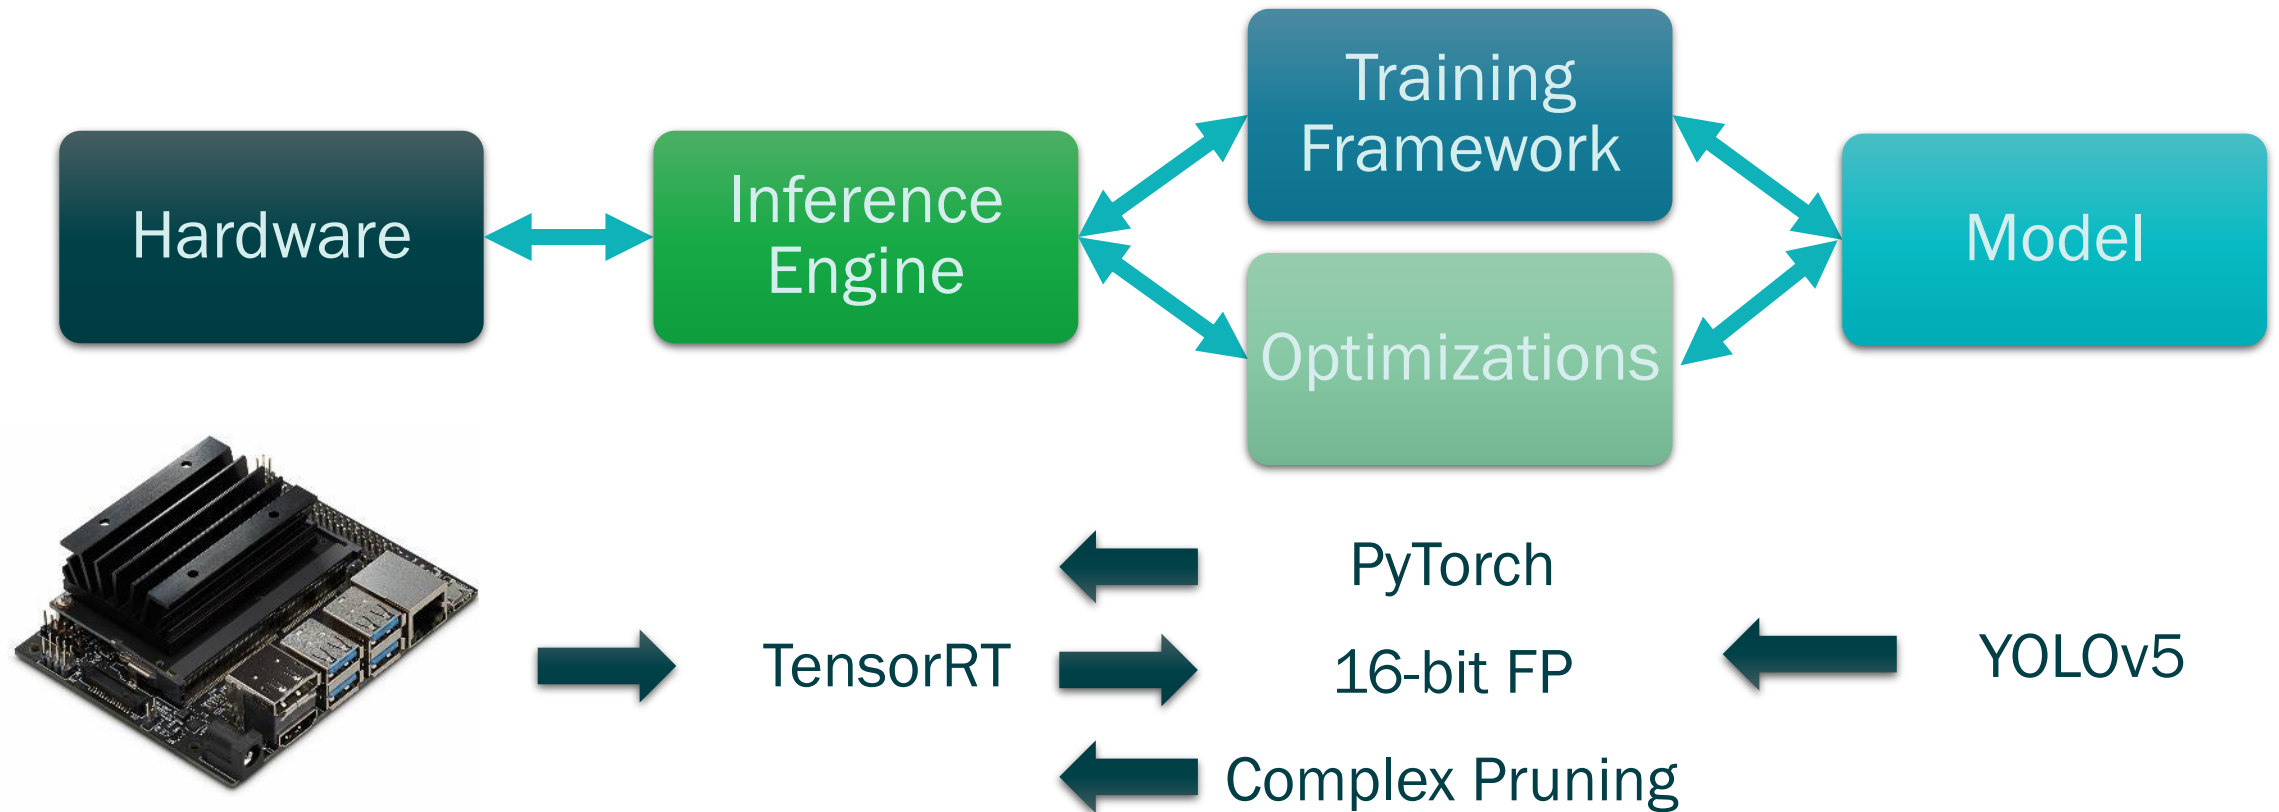 Hardware
Inference
Engine
Training
Framework
Optimizations
Model
TensorRT
PyTorch
16-bit FP
Complex Pruning
YOLOv5